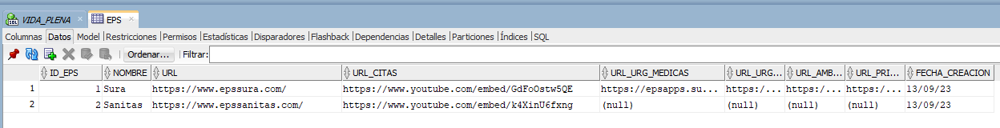 VIDA_PLENA × EPS ×
Columnas Datos Model Restricciones Permisos Estadísticas Disparadores Flashback Dependencias Detalles Particiones Índices SQL
Ordenar... Filtrar:
ID_EPS NOMBRE URL URL_CITAS URL_URG_MEDICAS URL_URG... URL_AMB... URL_PRI... FECHA_CREACION
1 1 Sura https://www.epssura.com/ https://www.youtube.com/embed/GdFoOstw5QE https://epsapps.su... https:/... https:/... https:/... 13/09/23
2 2 Sanitas https://www.epssanitas.com/ https://www.youtube.com/embed/k4XinU6fxng (null) (null) (null) (null) 13/09/23